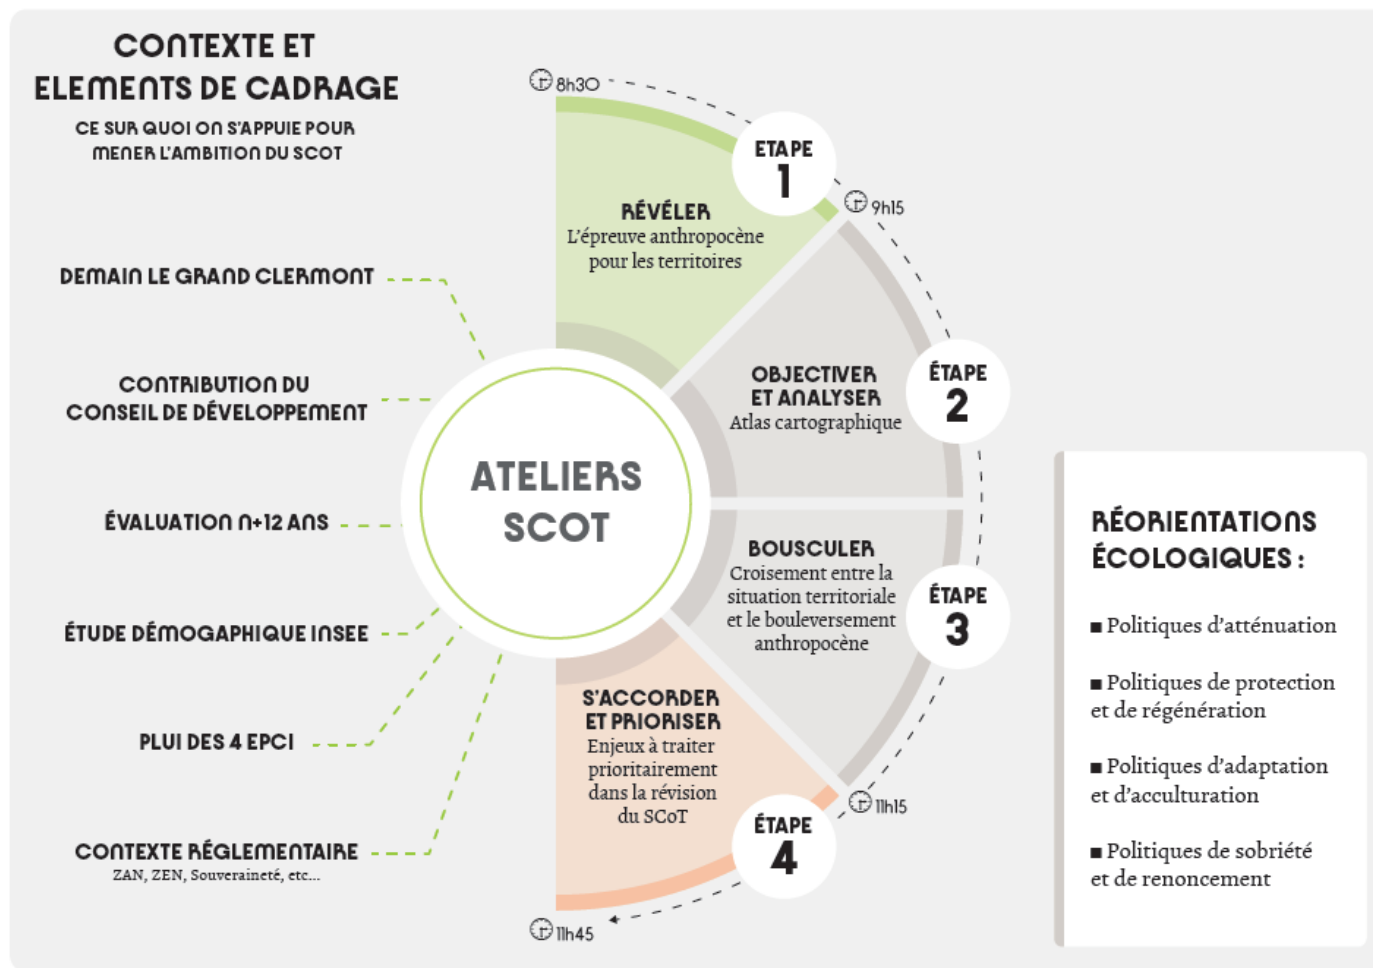 CONTEXTE ET
ELEMENTS DE CADRAGE
CE SUR QUOI ON S'APPUIE POUR
MENER L'AMBITION DU SCOT
DEMAIN LE GRAND CLERMONT
CONTRIBUTION DU
CONSEIL DE DÉVELOPPEMENT
ÉVALUATION N+12 ANS
ÉTUDE DÉMOGAPHIQUE INSEE
PLUI DES 4 EPCI
CONTEXTE RÉGLEMENTAIRE
ZAN, ZEN, Souveraineté, etc...
ATELIERS
SCOT
8h30
ETAPE
1
RÉVÉLER
L'épreuve anthropocène
pour les territoires
9h15
ÉTAPE
2
OBJECTIVER
ET ANALYSER
Atlas cartographique
ÉTAPE
3
BOUSCULER
Croisement entre la
situation territoriale
et le bouleversement
anthropocène
11h15
ÉTAPE
4
S'ACCORDER
ET PRIORISER
Enjeux à traiter
prioritairement
dans la révision
du SCoT
11h45
RÉORIENTATIONS
ÉCOLOGIQUES :
■ Politiques d'atténuation
■ Politiques de protection
et de régénération
■ Politiques d'adaptation
et d'acculturation
■ Politiques de sobriété
et de renoncement